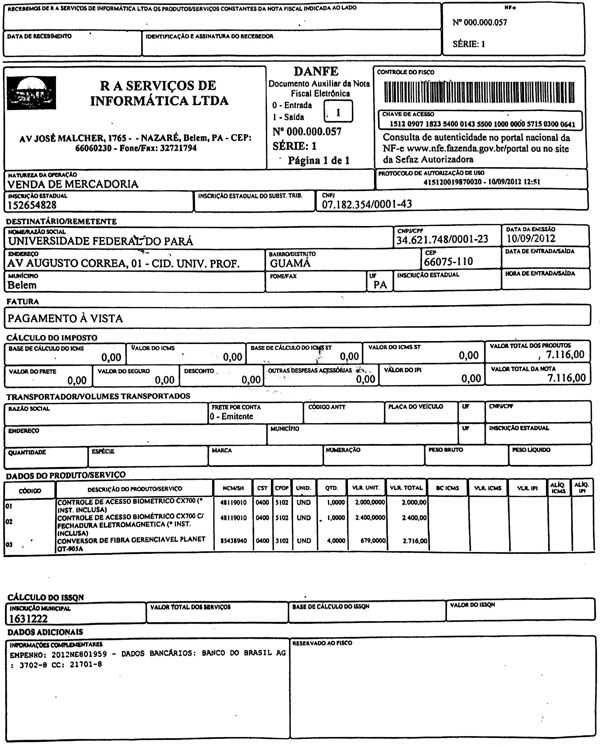 RECEBEMOS DE R A SERVIÇOS DE INFORMÁTICA LTDA OS PRODUTOS/SERVIÇOS CONSTANTES DA NOTA FISCAL INDICADA AO LADO
NF-e
Nº 000.000.057
SÉRIE: 1
DATA DE RECEBIMENTO
IDENTIFICAÇÃO E ASSINATURA DO RECEBEDOR
R A SERVIÇOS DE
INFORMÁTICA LTDA
AV JOSÉ MALCHER, 1765 - - NAZARÉ, Belem, PA - CEP:
66060230 - Fone/Fax: 32721794
DANFE
Documento Auxiliar da Nota
Fiscal Eletrônica
0 - Entrada
1 - Saída
1
Nº 000.000.057
SÉRIE: 1
Página 1 de 1
CONTROLE DO FISCO
CHAVE DE ACESSO
1512 0907 1823 5400 0143 5500 1000 0000 5715 0300 0641
Consulta de autenticidade no portal nacional da
NF-e www.nfe.fazenda.gov.br/portal ou no site
da Sefaz Autorizadora
NATUREZA DA OPERAÇÃO
VENDA DE MERCADORIA
PROTOCOLO DE AUTORIZAÇÃO DE USO
415120019870020 - 10/09/2012 12:51
INSCRIÇÃO ESTADUAL
152654828
INSCRIÇÃO ESTADUAL DO SUBST. TRIB.
CNPJ
07.182.354/0001-43
DESTINATÁRIO/REMETENTE
NOME/RAZÃO SOCIAL
UNIVERSIDADE FEDERAL DO PARÁ
CNPJ/CPF
34.621.748/0001-23
DATA DA EMISSÃO
10/09/2012
ENDEREÇO
AV AUGUSTO CORREA, 01 - CID. UNIV. PROF.
BAIRRO/DISTRITO
GUAMÁ
CEP
66075-110
DATA DE ENTRADA/SAÍDA
MUNICÍPIO
Belem
FONE/FAX
UF
PA
INSCRIÇÃO ESTADUAL
HORA DE ENTRADA/SAÍDA
FATURA
PAGAMENTO À VISTA
CÁLCULO DO IMPOSTO
BASE DE CÁLCULO DO ICMS
0,00
VALOR DO ICMS
0,00
BASE DE CÁLCULO DO ICMS ST
0,00
VALOR DO ICMS ST
0,00
VALOR TOTAL DOS PRODUTOS
7.116,00
VALOR DO FRETE
0,00
VALOR DO SEGURO
0,00
DESCONTO
0,00
OUTRAS DESPESAS ACESSÓRIAS
0,00
VALOR DO IPI
0,00
VALOR TOTAL DA NOTA
7.116,00
TRANSPORTADOR/VOLUMES TRANSPORTADOS
RAZÃO SOCIAL
FRETE POR CONTA
0 - Emitente
CÓDIGO ANTT
PLACA DO VEÍCULO
UF
CNPJ/CPF
ENDEREÇO
MUNICÍPIO
UF
INSCRIÇÃO ESTADUAL
QUANTIDADE
ESPÉCIE
MARCA
NUMERAÇÃO
PESO BRUTO
PESO LÍQUIDO
DADOS DO PRODUTO/SERVIÇO
CÓDIGO DESCRIÇÃO DO PRODUTO/SERVIÇO NCM/SH CST CFOP UNID. QTD. VLR. UNIT. VLR. TOTAL BC ICMS VLR. ICMS VLR. IPI ALÍQ. ICMS ALÍQ. IPI
01 CONTROLE DE ACESSO BIOMÉTRICO CX700 (* 48119010 0400 5102 UND 1,0000 2.000,0000 2.000,00
INST. INCLUSA)
02 CONTROLE DE ACESSO BIOMÉTRICO CX700 C/ 48119010 0400 5102 UND 1,0000 2.400,0000 2.400,00
FECHADURA ELETROMAGNETICA (* INST.
INCLUSA)
03 CONVERSOR DE FIBRA GERENCIAVEL PLANET 85438940 0400 5102 UND 4,0000 679,0000 2.716,00
OT-905A
CÁLCULO DO ISSQN
INSCRIÇÃO MUNICIPAL
1631222
VALOR TOTAL DOS SERVIÇOS
BASE DE CÁLCULO DO ISSQN
VALOR DO ISSQN
DADOS ADICIONAIS
INFORMAÇÕES COMPLEMENTARES
EMPENHO: 2012NE801959 - DADOS BANCÁRIOS: BANCO DO BRASIL AG
: 3702-8 CC: 21701-8
RESERVADO AO FISCO